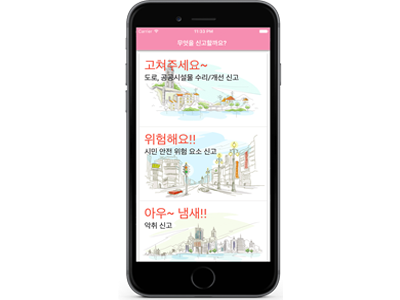 Carrier
11:33 PM
무엇을 신고할까요?
고쳐주세요~
도로, 공공시설물 수리/개선 신고
위험해요!!
시민 안전 위험 요소 신고
아우~ 냄새!!
악취 신고